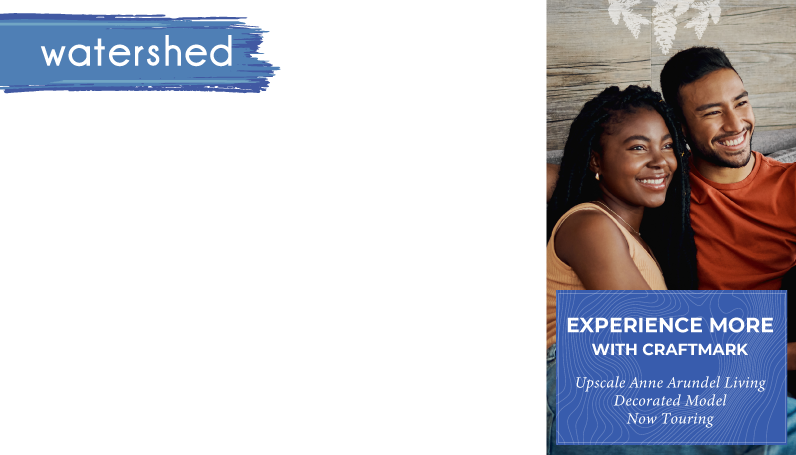 watershed
EXPERIENCE MORE
WITH CRAFTMARK
Upscale Anne Arundel Living
Decorated Model
Now Touring